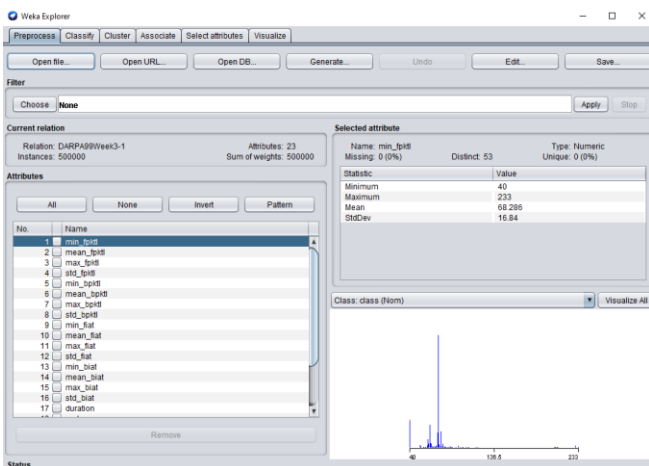 Weka Explorer
Preprocess Classify Cluster Associate Select attributes Visualize
Open file... Open URL... Open DB... Generate... Undo Edit... Save...
Filter
Choose None Apply Stop
Current relation
Relation: DARPA99Week3-1 Attributes: 23
Instances: 500000 Sum of weights: 500000
Attributes
All None Invert Pattern
No. Name
1 min_fpktl
2 mean_fpktl
3 max_fpktl
4 std_fpktl
5 min_bpktl
6 mean_bpktl
7 max_bpktl
8 std_bpktl
9 min_fiat
10 mean_fiat
11 max_fiat
12 std_fiat
13 min_biat
14 mean_biat
15 max_biat
16 std_biat
17 duration
Remove
Status
Selected attribute
Name: min_fpktl Type: Numeric
Missing: 0 (0%) Distinct: 53 Unique: 0 (0%)
Statistic Value
Minimum 40
Maximum 233
Mean 68.286
StdDev 16.84
Class: class (Nom) Visualize All
40 136.5 233